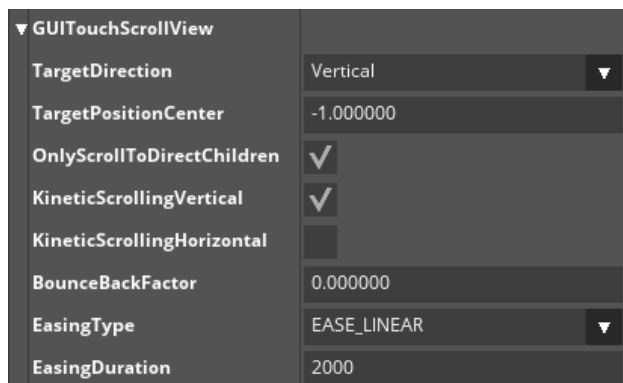 GUITouchScrollView
TargetDirection Vertical
TargetPositionCenter -1.000000
OnlyScrollToDirectChildren
KineticScrollingVertical
KineticScrollingHorizontal
BounceBackFactor 0.000000
EasingType EASE_LINEAR
EasingDuration 2000